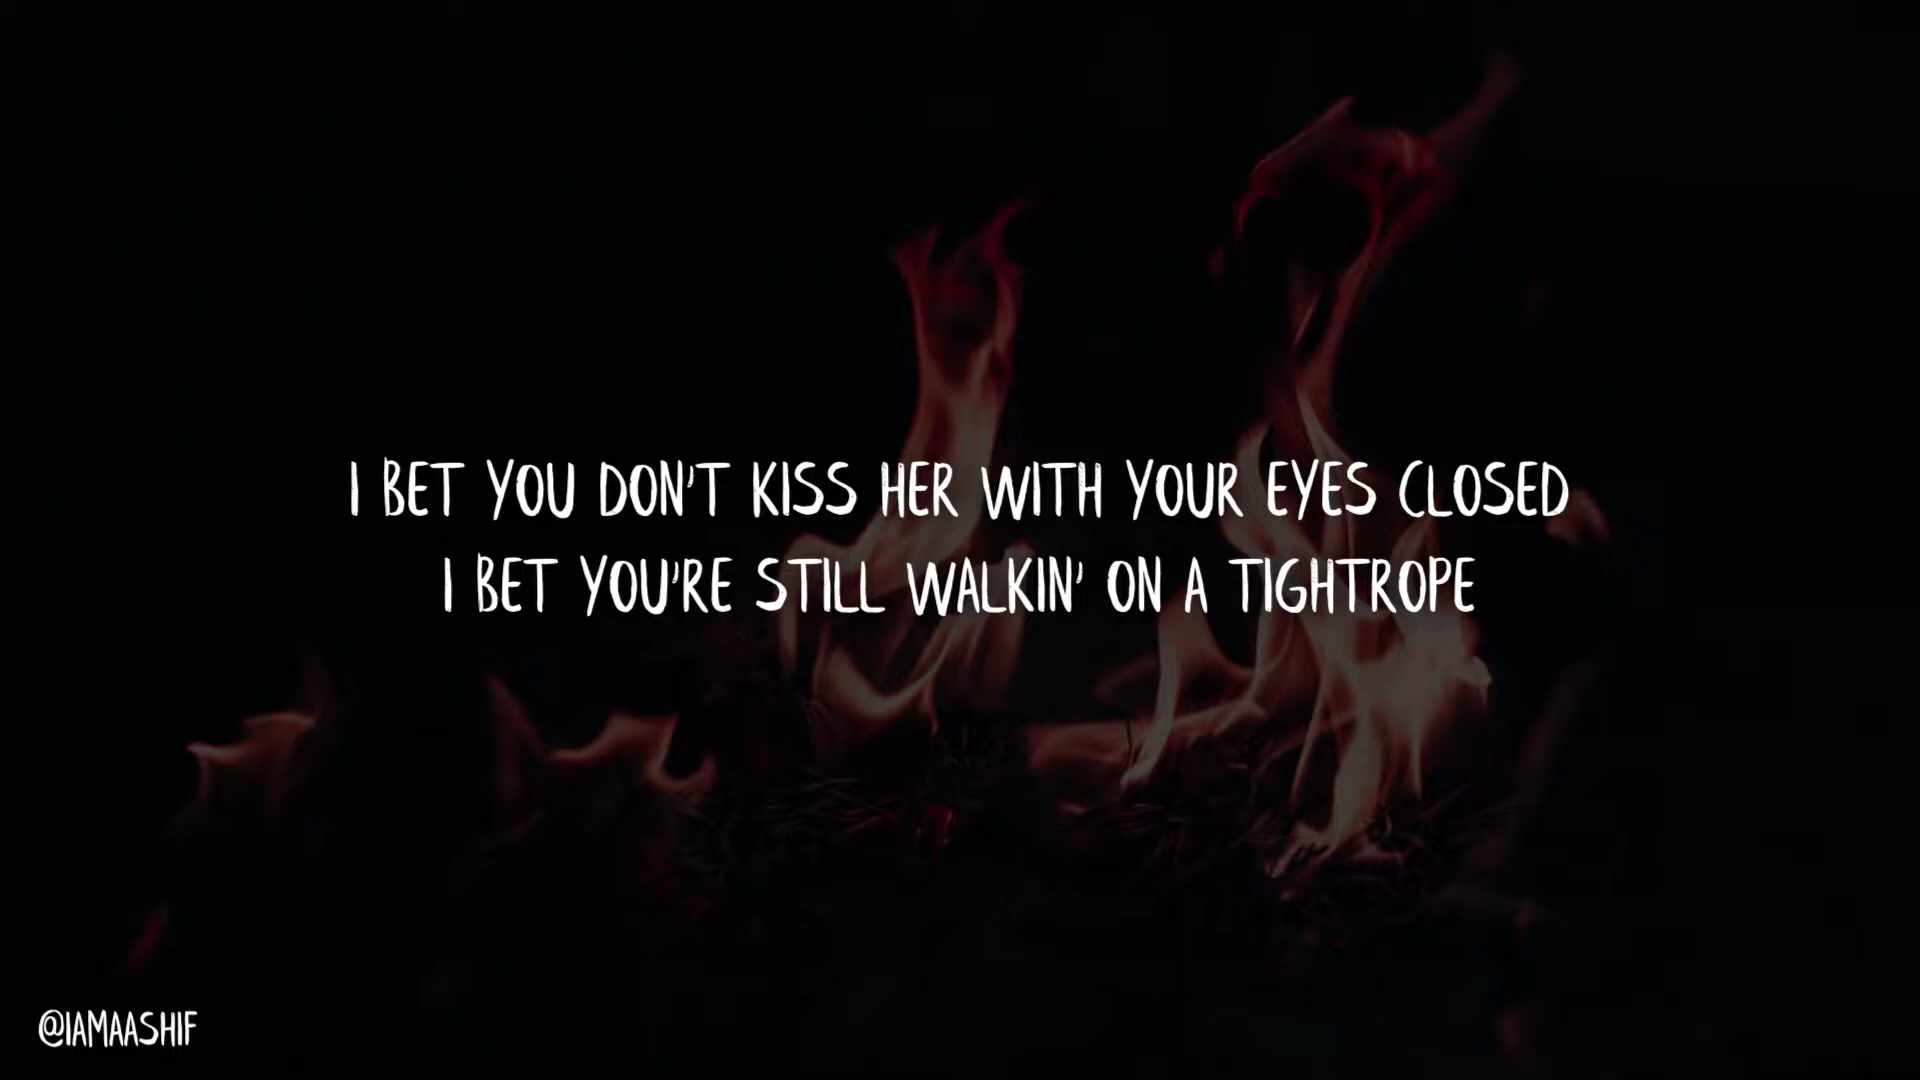 I BET YOU DON'T KISS HER WITH YOUR EYES CLOSED
I BET YOU'RE STILL WALKIN' ON A TIGHTROPE
@IAMAASHIF